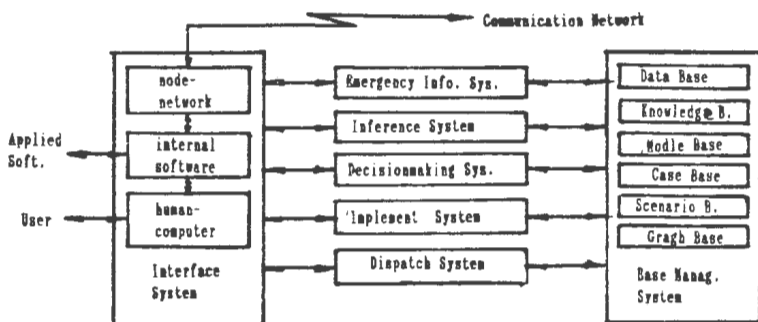 Communication Network
node-
network
internal
software
human-
computer
Interface
System
Applied
Soft.
User
Emergency Info. Sys.
Inference System
Decisionmaking Sys.
Implement System
Dispatch System
Data Base
Knowledge B.
Modle Base
Case Base
Scenario B.
Gragh Base
Base Manag.
System